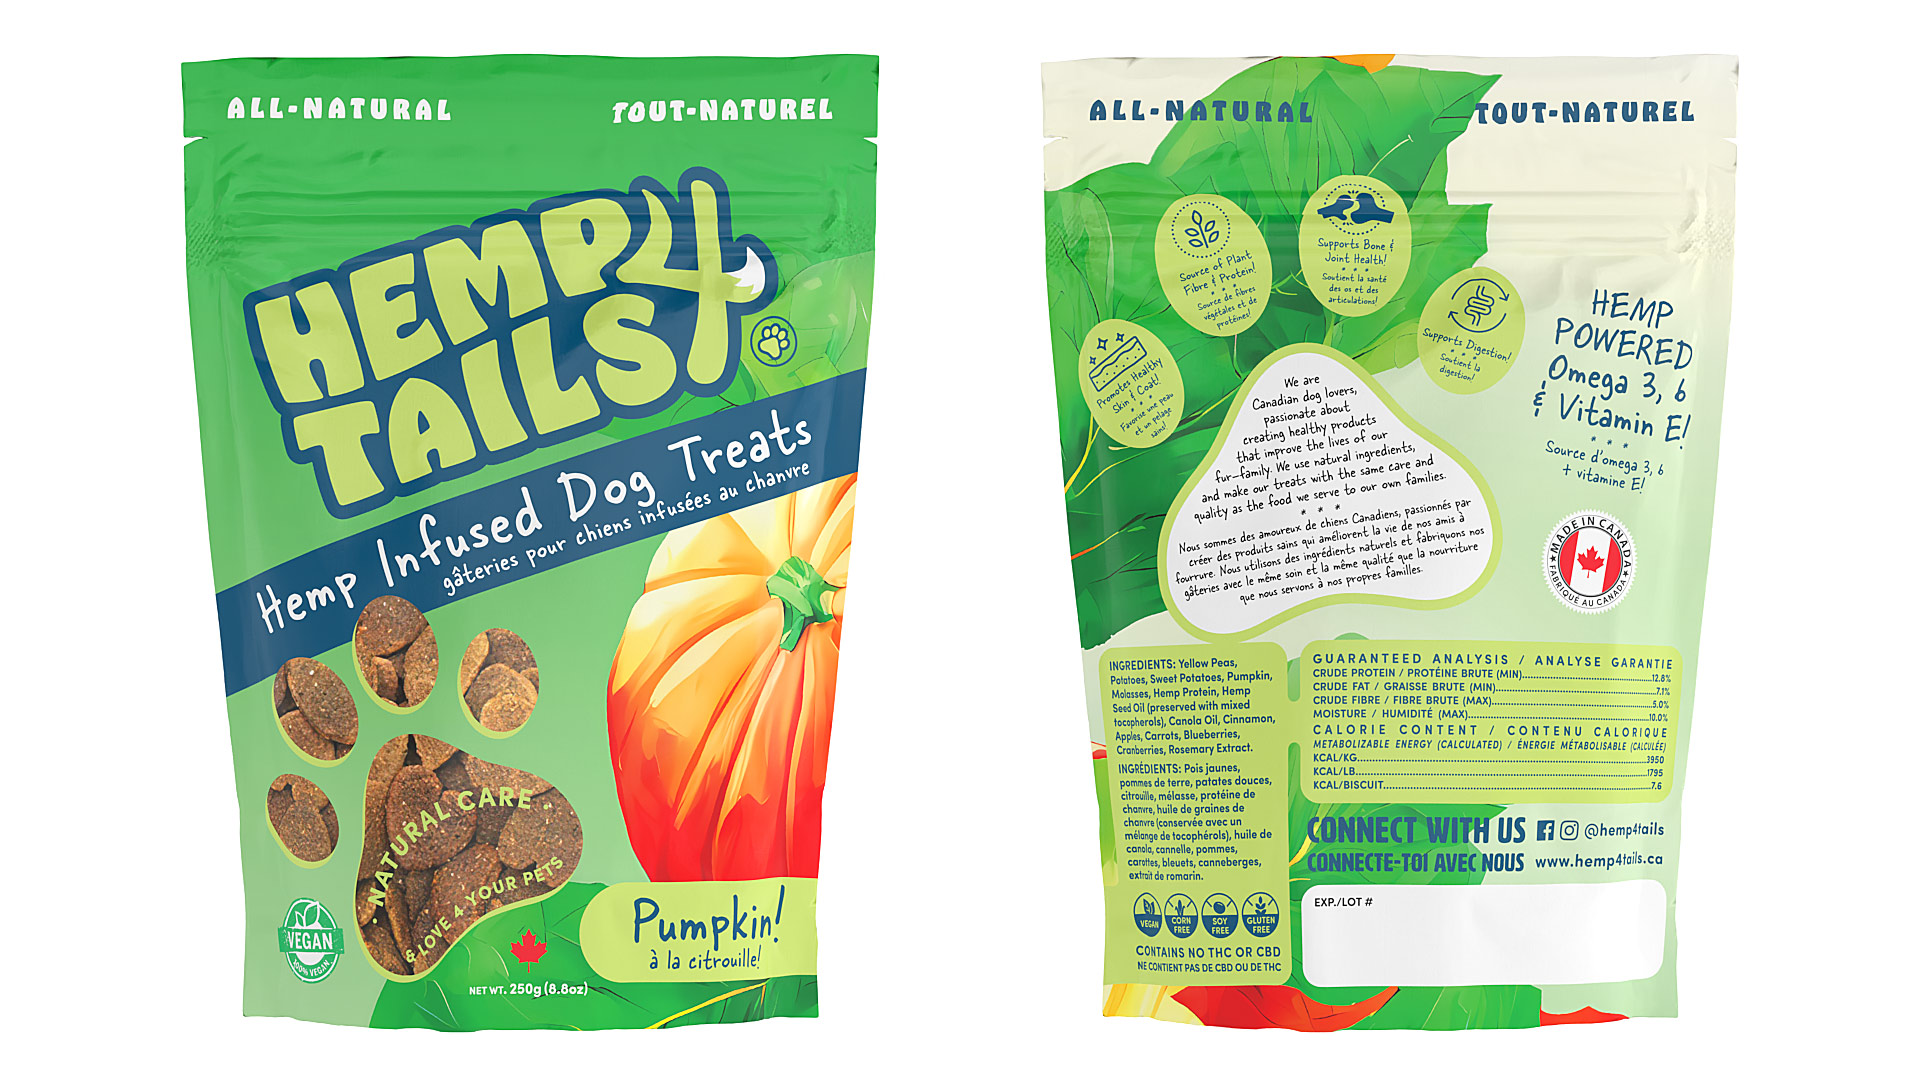 ALL-NATURAL
TOUT-NATUREL
HEMP4
TAILS
Hemp Infused Dog Treats
gâteries pour chiens infusées au chanvre
• NATURAL CARE •
& LOVE 4 YOUR PETS
VEGAN
100% VEGAN
Pumpkin!
à la citrouille!
NET WT. 250g (8.8oz)
ALL-NATURAL
TOUT-NATUREL
Promotes Healthy
Skin & Coat!
* * *
Favorise une peau
et un pelage
sains!
Source of Plant
Fibre & Protein!
* * *
Source de fibres
végétales et de
protéines!
Supports Bone &
Joint Health!
* * *
Soutient la santé
des os et des
articulations!
Supports Digestion!
* * *
Soutient la
digestion!
HEMP
POWERED
Omega 3, 6
& Vitamin E!
* * *
Source d'omega 3, 6
+ vitamine E!
We are
Canadian dog lovers,
passionate about
creating healthy products
that improve the lives of our
fur-family. We use natural ingredients,
and make our treats with the same care and
quality as the food we serve to our own families.
* * *
Nous sommes des amoureux de chiens Canadiens, passionnés par
créer des produits sains qui améliorent la vie de nos amis à
fourrure. Nous utilisons des ingrédients naturels et fabriquons nos
gâteries avec le même soin et la même qualité que la nourriture
que nous servons à nos propres familles.
MADE IN CANADA
FABRIQUÉ AU CANADA
INGREDIENTS: Yellow Peas,
Potatoes, Sweet Potatoes, Pumpkin,
Molasses, Hemp Protein, Hemp
Seed Oil (preserved with mixed
tocopherols), Canola Oil, Cinnamon,
Apples, Carrots, Blueberries,
Cranberries, Rosemary Extract.
INGRÉDIENTS: Pois jaunes,
pommes de terre, patates douces,
citrouille, mélasse, protéine de
chanvre, huile de graines de
chanvre (conservée avec un
mélange de tocophérols), huile de
canola, cannelle, pommes,
carottes, bleuets, canneberges,
extrait de romarin.
VEGAN
CORN FREE
SOY FREE
GLUTEN FREE
CONTAINS NO THC OR CBD
NE CONTIENT PAS DE CBD OU DE THC
GUARANTEED ANALYSIS / ANALYSE GARANTIE
CRUDE PROTEIN / PROTÉINE BRUTE (MIN)...12.8%
CRUDE FAT / GRAISSE BRUTE (MIN)...7.1%
CRUDE FIBRE / FIBRE BRUTE (MAX)...5.0%
MOISTURE / HUMIDITÉ (MAX)...10.0%
CALORIE CONTENT / CONTENU CALORIQUE
METABOLIZABLE ENERGY (CALCULATED) / ÉNERGIE MÉTABOLISABLE (CALCULÉE)
KCAL/KG...3950
KCAL/LB...1795
KCAL/BISCUIT...7.6
CONNECT WITH US @hemp4tails
CONNECTE-TOI AVEC NOUS www.hemp4tails.ca
EXP./LOT #